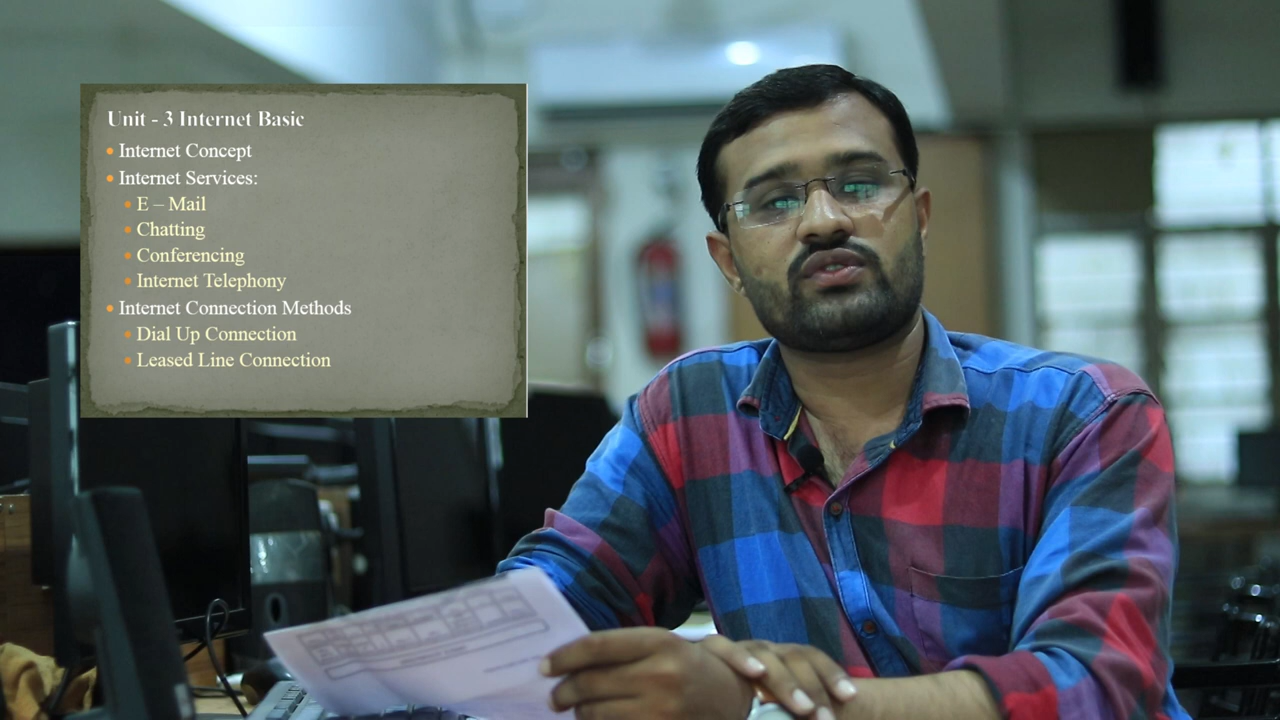 Unit - 3 Internet Basic
Internet Concept
Internet Services:
E – Mail
Chatting
Conferencing
Internet Telephony
Internet Connection Methods
Dial Up Connection
Leased Line Connection